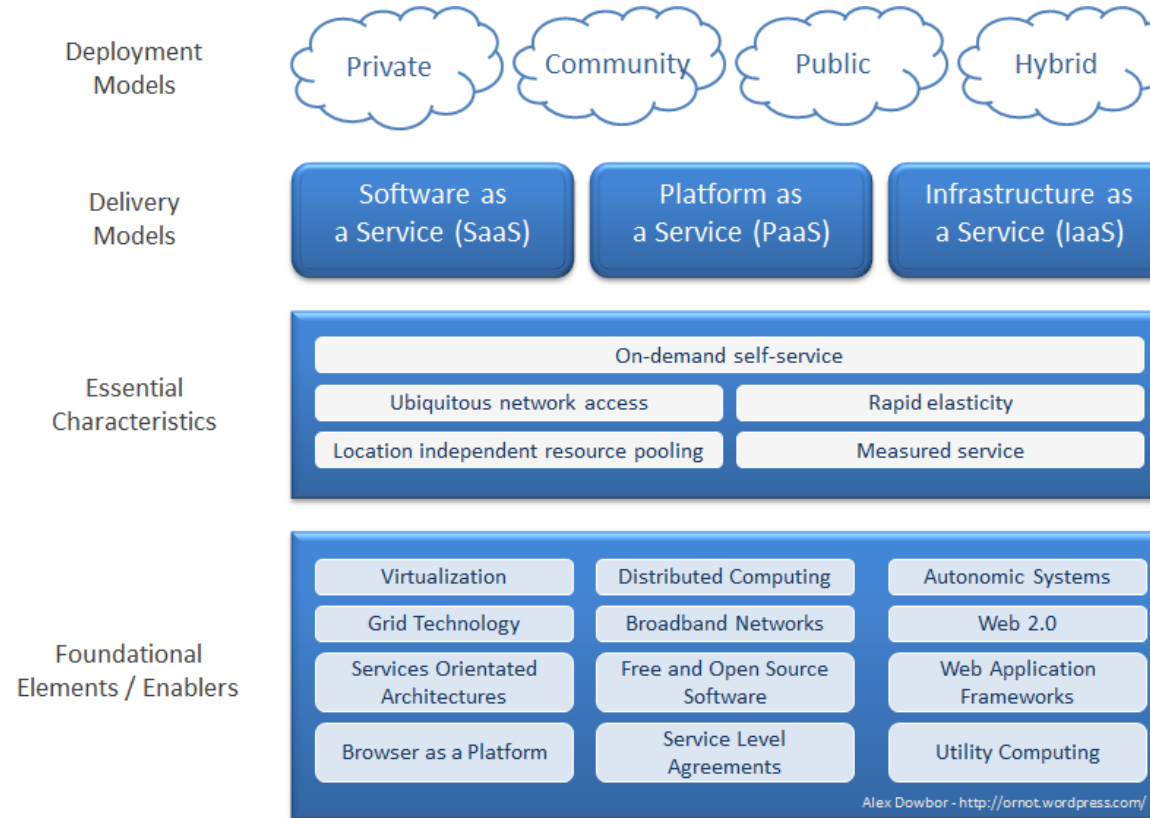 Deployment
Models
Private
Community
Public
Hybrid
Delivery
Models
Software as
a Service (SaaS)
Platform as
a Service (PaaS)
Infrastructure as
a Service (IaaS)
Essential
Characteristics
On-demand self-service
Ubiquitous network access
Rapid elasticity
Location independent resource pooling
Measured service
Foundational
Elements / Enablers
Virtualization
Distributed Computing
Autonomic Systems
Grid Technology
Broadband Networks
Web 2.0
Services Orientated
Architectures
Free and Open Source
Software
Web Application
Frameworks
Browser as a Platform
Service Level
Agreements
Utility Computing
Alex Dowbor - http://ornot.wordpress.com/